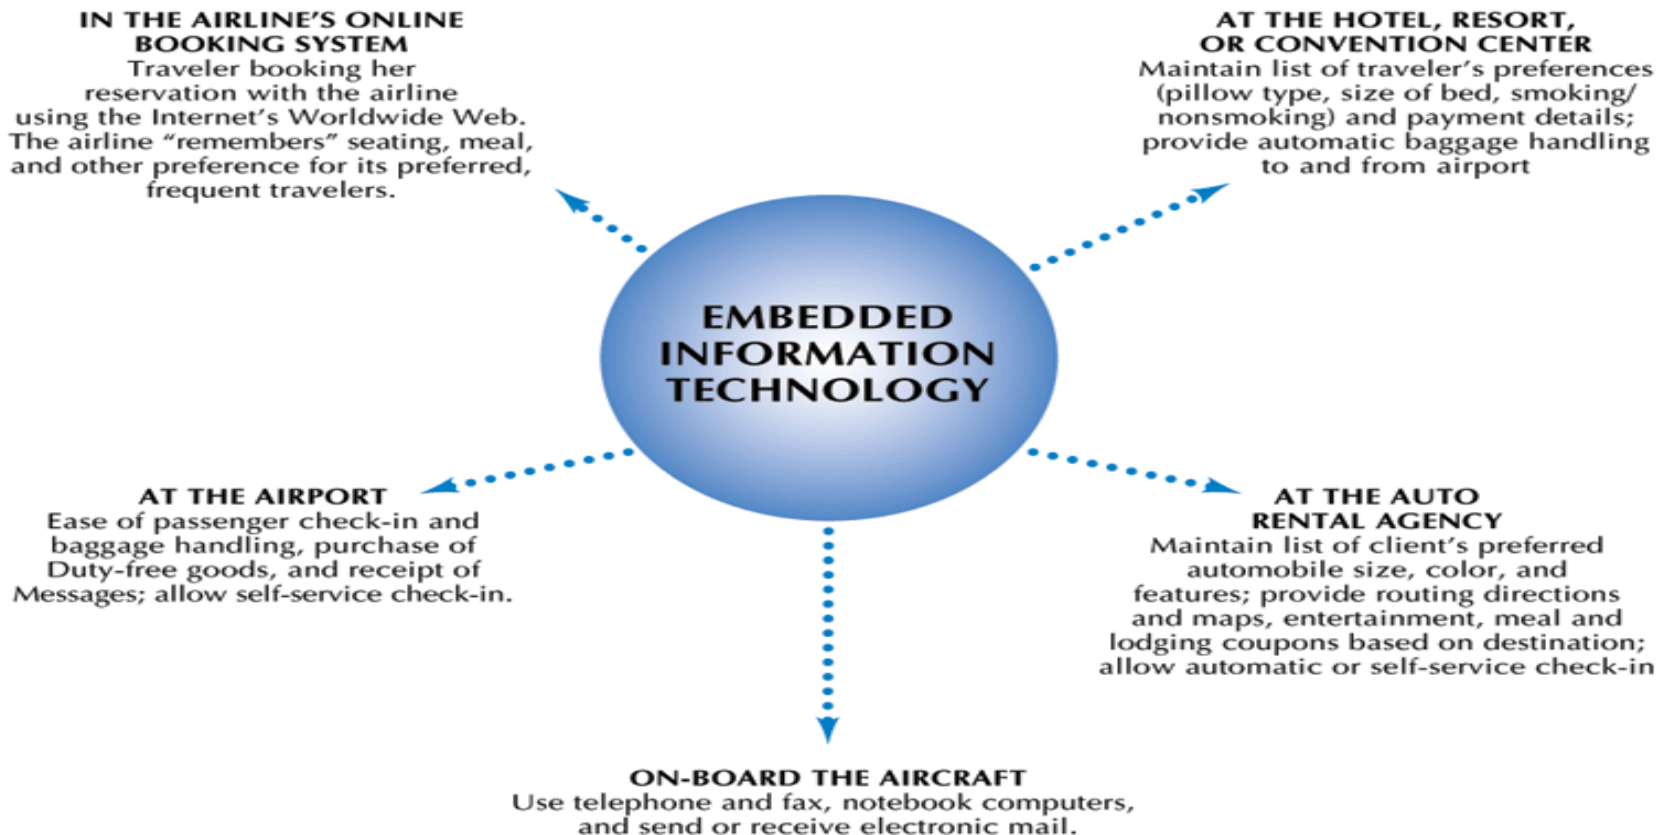 IN THE AIRLINE'S ONLINE
BOOKING SYSTEM
Traveler booking her
reservation with the airline
using the Internet's Worldwide Web.
The airline “remembers” seating, meal,
and other preference for its preferred,
frequent travelers.
AT THE HOTEL, RESORT,
OR CONVENTION CENTER
Maintain list of traveler's preferences
(pillow type, size of bed, smoking/
nonsmoking) and payment details;
provide automatic baggage handling
to and from airport
EMBEDDED
INFORMATION
TECHNOLOGY
AT THE AIRPORT
Ease of passenger check-in and
baggage handling, purchase of
Duty-free goods, and receipt of
Messages; allow self-service check-in.
AT THE AUTO
RENTAL AGENCY
Maintain list of client's preferred
automobile size, color, and
features; provide routing directions
and maps, entertainment, meal and
lodging coupons based on destination;
allow automatic or self-service check-in
ON-BOARD THE AIRCRAFT
Use telephone and fax, notebook computers,
and send or receive electronic mail.